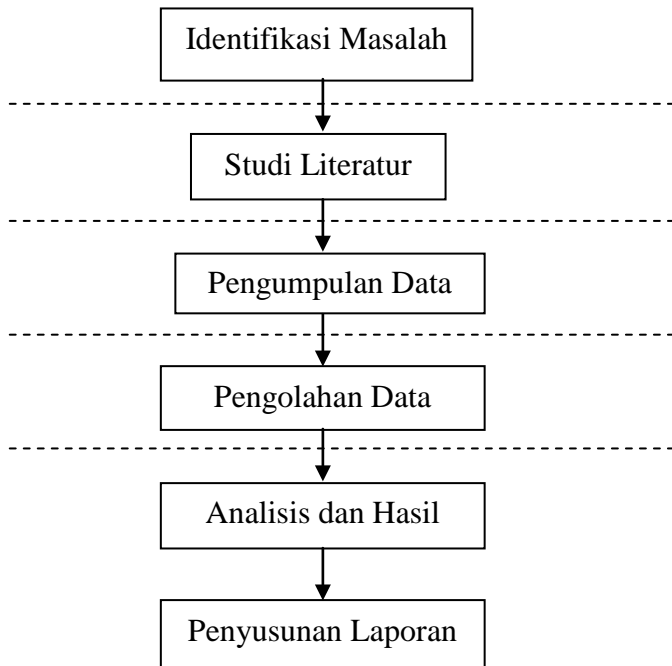 Identifikasi Masalah
Studi Literatur
Pengumpulan Data
Pengolahan Data
Analisis dan Hasil
Penyusunan Laporan